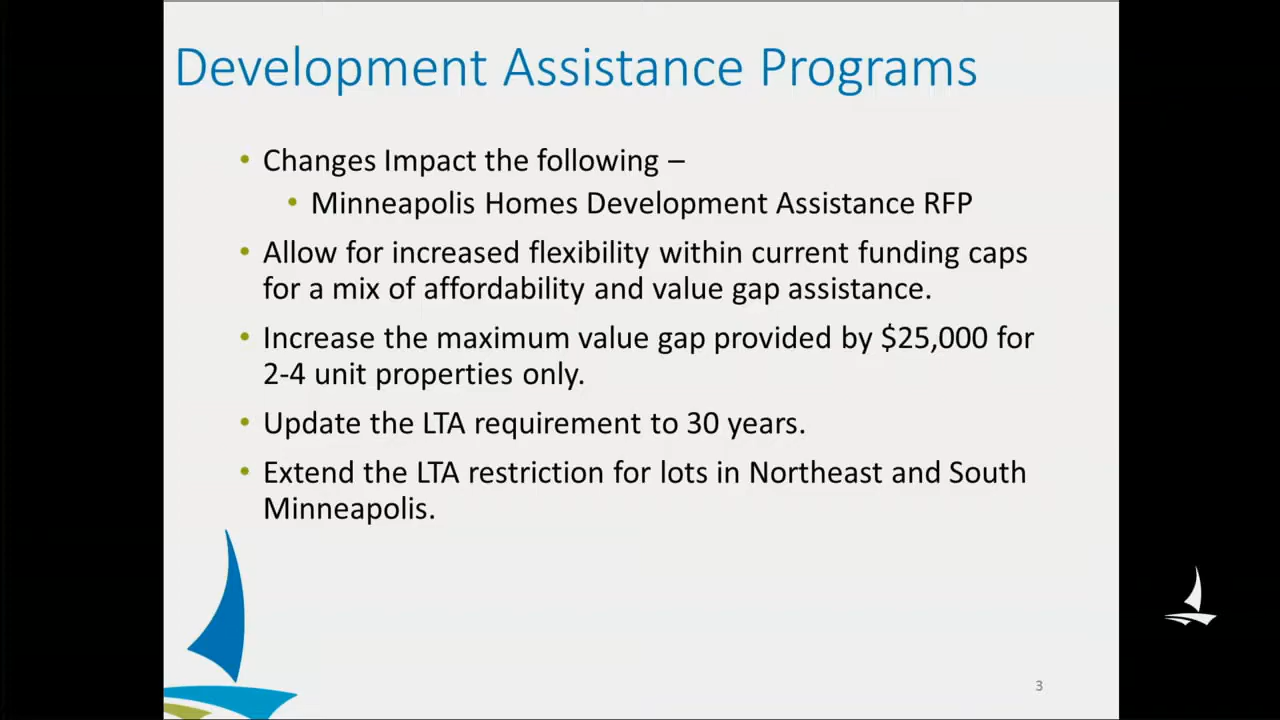 Development Assistance Programs
• Changes Impact the following –
• Minneapolis Homes Development Assistance RFP
• Allow for increased flexibility within current funding caps
for a mix of affordability and value gap assistance.
• Increase the maximum value gap provided by $25,000 for
2-4 unit properties only.
• Update the LTA requirement to 30 years.
• Extend the LTA restriction for lots in Northeast and South
Minneapolis.
3